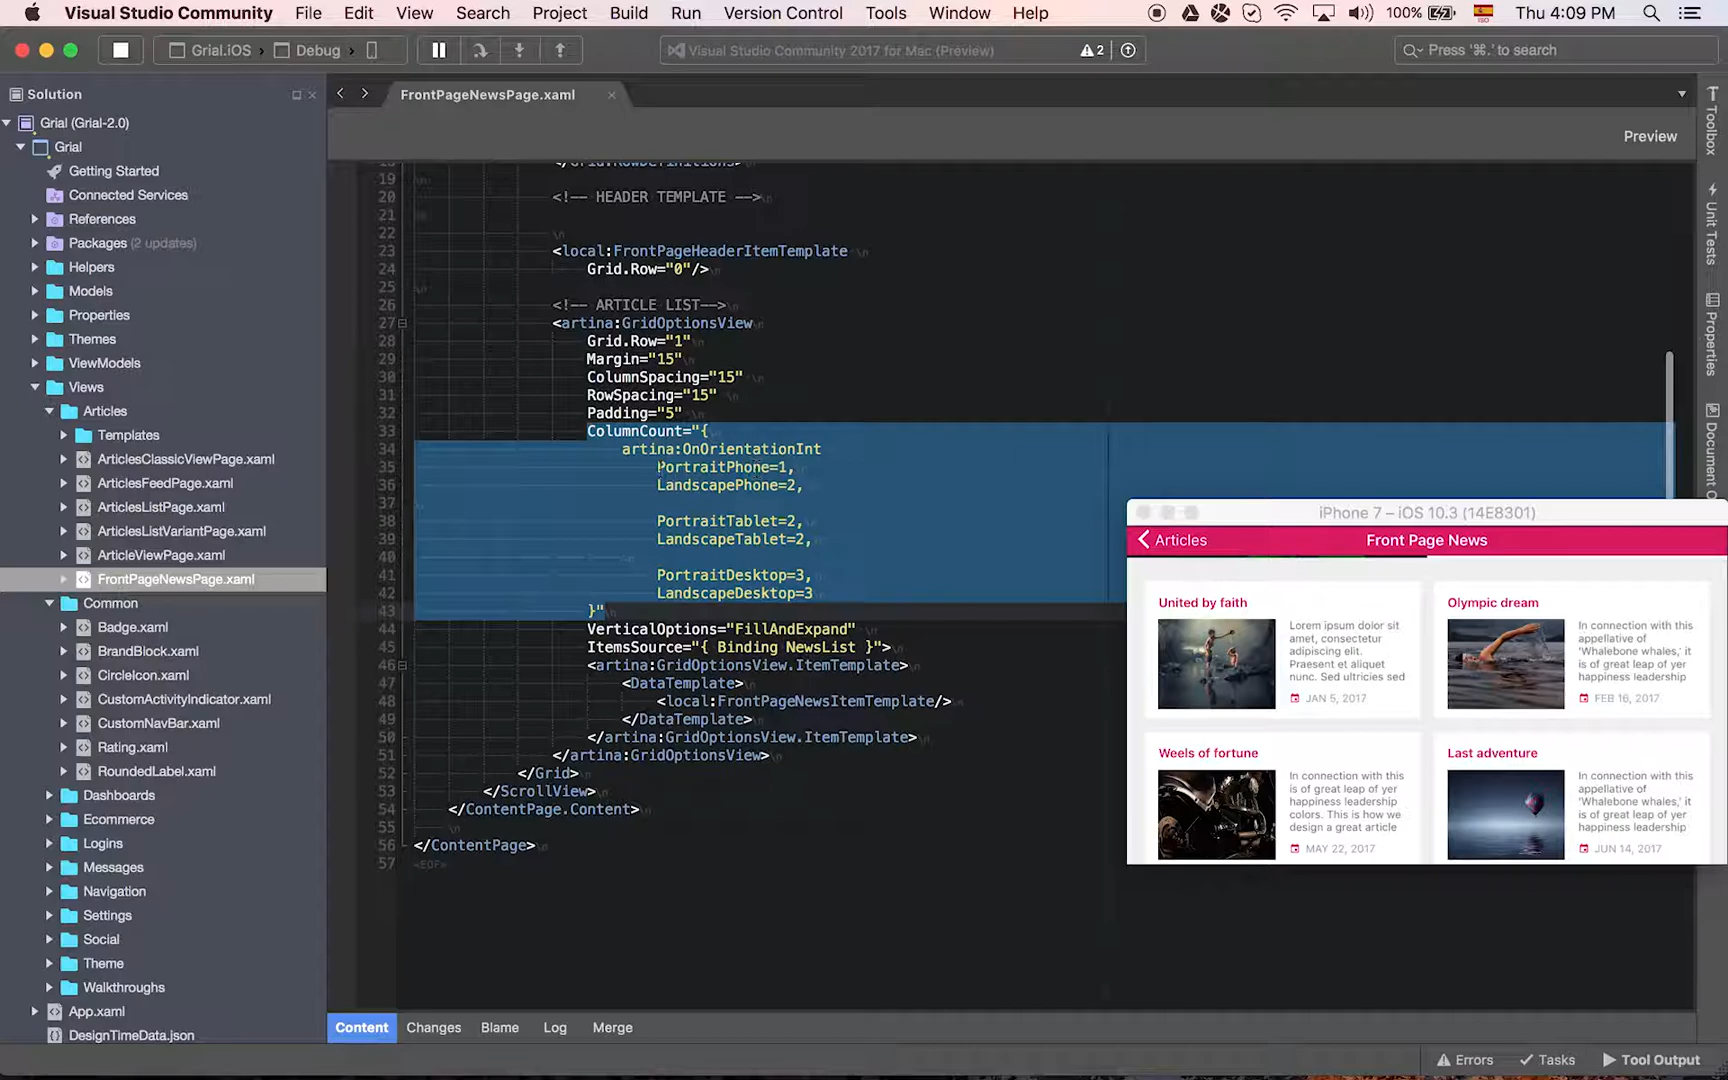 Visual Studio Community File Edit View Search Project Build Run Version Control Tools Window Help 100% ISO Thu 4:09 PM
Grial.iOS Debug Visual Studio Community 2017 for Mac (Preview) 2 Press '⌘.' to search
Solution
FrontPageNewsPage.xaml
Preview
Grial (Grial-2.0)
Grial
Getting Started
Connected Services
References
Packages (2 updates)
Helpers
Models
Properties
Themes
ViewModels
Views
Articles
Templates
ArticlesClassicViewPage.xaml
ArticlesFeedPage.xaml
ArticlesListPage.xaml
ArticlesListVariantPage.xaml
ArticleViewPage.xaml
FrontPageNewsPage.xaml
Common
Badge.xaml
BrandBlock.xaml
CircleIcon.xaml
CustomActivityIndicator.xaml
CustomNavBar.xaml
Rating.xaml
RoundedLabel.xaml
Dashboards
Ecommerce
Logins
Messages
Navigation
Settings
Social
Theme
Walkthroughs
App.xaml
DesignTimeData.json
18 </Grid.RowDefinitions>
19
20 <!-- HEADER TEMPLATE -->
21
22
23 <local:FrontPageHeaderItemTemplate
24 Grid.Row="0"/>
25
26 <!-- ARTICLE LIST-->
27 <artina:GridOptionsView
28 Grid.Row="1"
29 Margin="15"
30 ColumnSpacing="15"
31 RowSpacing="15"
32 Padding="5"
33 ColumnCount="{
34 artina:OnOrientationInt
35 PortraitPhone=1,
36 LandscapePhone=2,
37
38 PortraitTablet=2,
39 LandscapeTablet=2,
40
41 PortraitDesktop=3,
42 LandscapeDesktop=3
43 }"
44 VerticalOptions="FillAndExpand"
45 ItemsSource="{ Binding NewsList }">
46 <artina:GridOptionsView.ItemTemplate>
47 <DataTemplate>
48 <local:FrontPageNewsItemTemplate/>
49 </DataTemplate>
50 </artina:GridOptionsView.ItemTemplate>
51 </artina:GridOptionsView>
52 </Grid>
53 </ScrollView>
54 </ContentPage.Content>
55
56 </ContentPage>
57 <EOF>
Toolbox
Unit Tests
Properties
Document O
iPhone 7 – iOS 10.3 (14E8301)
Articles Front Page News
United by faith
Lorem ipsum dolor sit
amet, consectetur
adipiscing elit.
Praesent et aliquet
nunc. Sed ultricies sed
JAN 5, 2017
Olympic dream
In connection with this
appellative of
'Whalebone whales,' it
is of great leap of yer
happiness leadership
FEB 16, 2017
Weels of fortune
In connection with this
is of great leap of yer
happiness leadership
colors. This is how we
design a great article
MAY 22, 2017
Last adventure
In connection with this
appellative of
'Whalebone whales,' it
is of great leap of yer
happiness leadership
JUN 14, 2017
Content Changes Blame Log Merge
Errors Tasks Tool Output